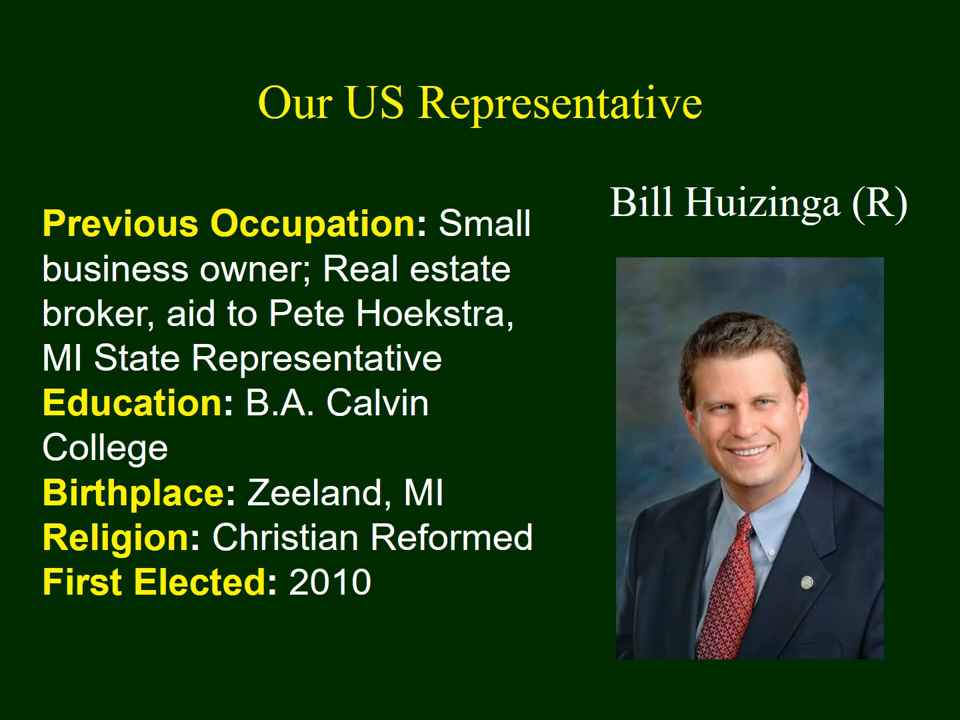 Our US Representative
Bill Huizinga (R)
Previous Occupation: Small
business owner; Real estate
broker, aid to Pete Hoekstra,
MI State Representative
Education: B.A. Calvin
College
Birthplace: Zeeland, MI
Religion: Christian Reformed
First Elected: 2010